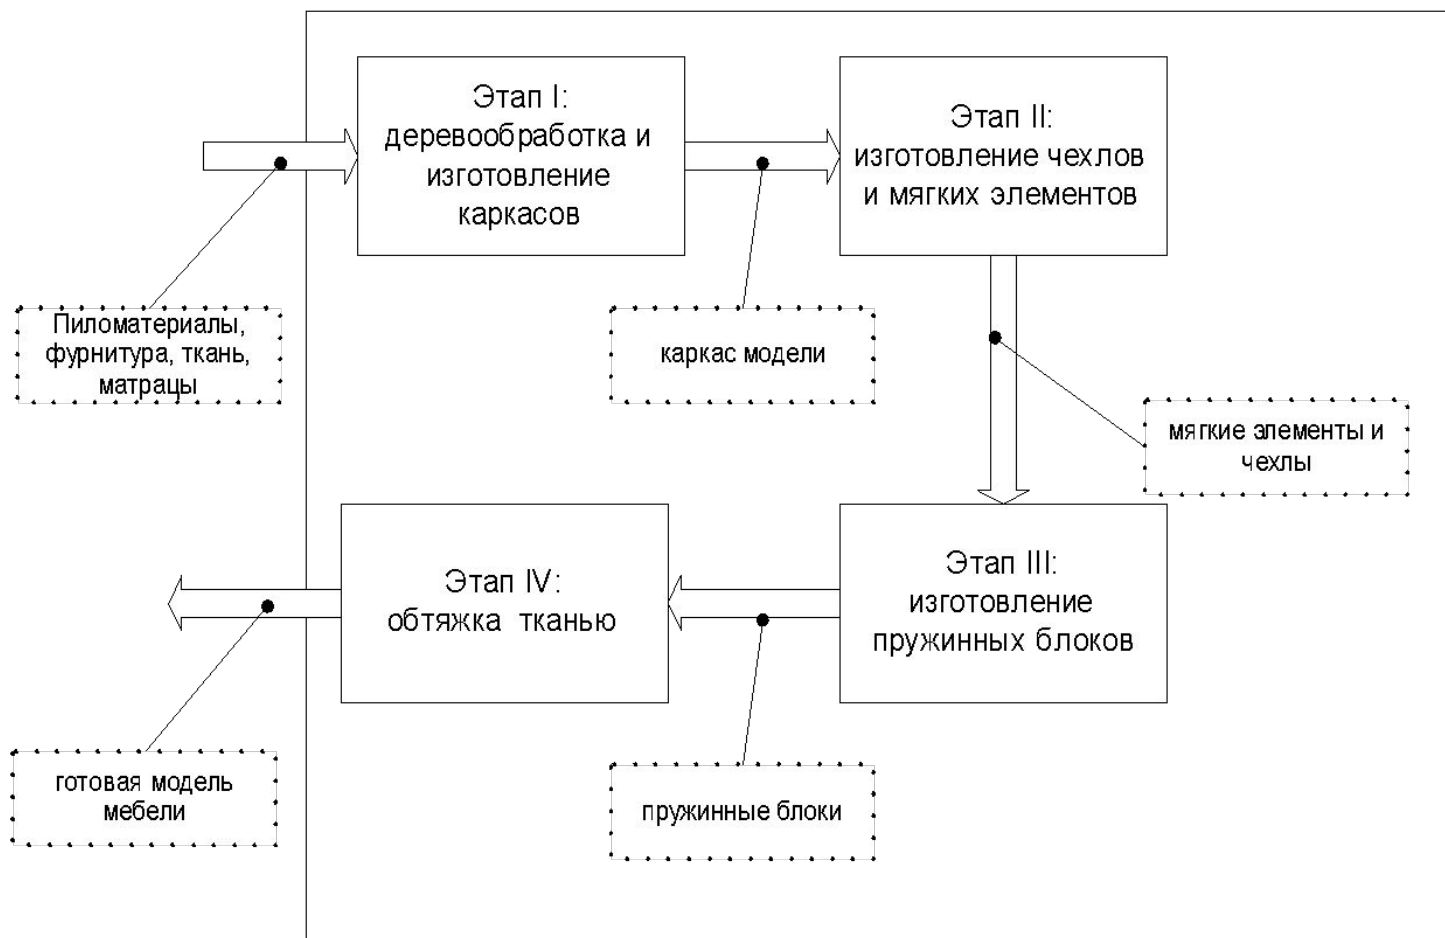 Этап I:
деревообработка и
изготовление
каркасов
Этап II:
изготовление чехлов
и мягких элементов
Пиломатериалы,
фурнитура, ткань,
матрацы
каркас модели
мягкие элементы и
чехлы
Этап IV:
обтяжка тканью
Этап III:
изготовление
пружинных блоков
готовая модель
мебели
пружинные блоки